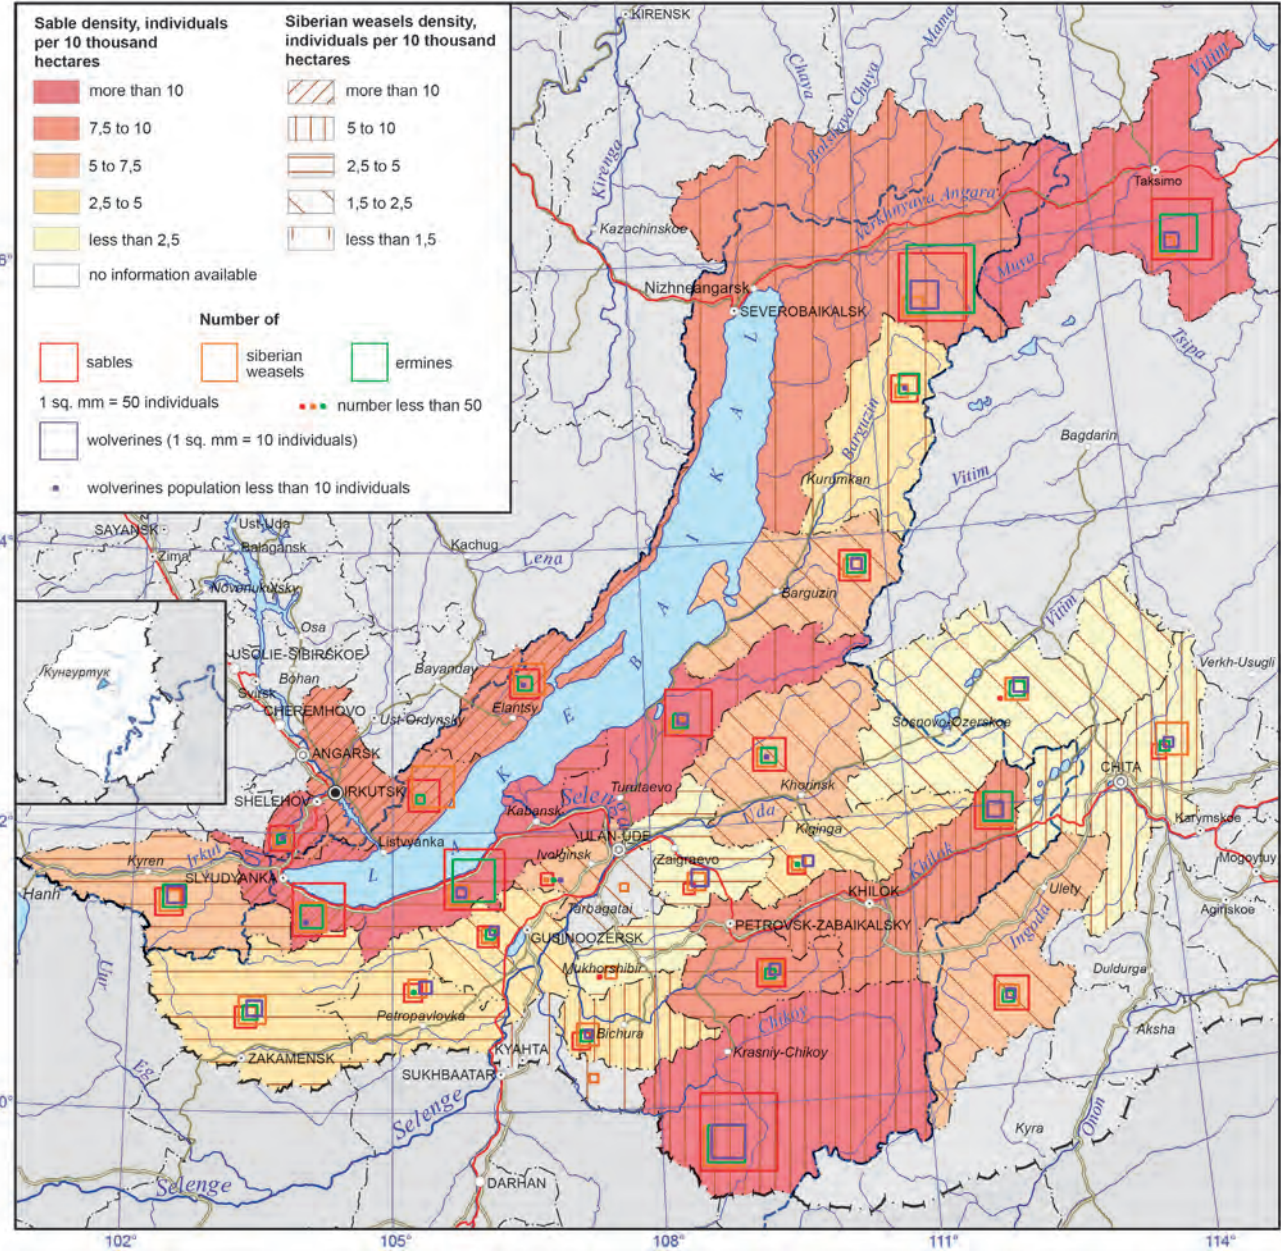 Sable density, individuals
per 10 thousand
hectares
more than 10
7,5 to 10
5 to 7,5
2,5 to 5
less than 2,5
no information available
Siberian weasels density,
individuals per 10 thousand
hectares
more than 10
5 to 10
2,5 to 5
1,5 to 2,5
less than 1,5
Number of
sables
siberian
weasels
ermines
1 sq. mm = 50 individuals
number less than 50
wolverines (1 sq. mm = 10 individuals)
wolverines population less than 10 individuals
KIRENSK
Mama
Chaya
Bolshaya Chuya
Vitim
Kirenga
Taksimo
Verkhnyaya Angara
Kazachinskoe
Muya
Nizhneangarsk
SEVEROBAIKALSK
Tsipa
Barguzin
Bagdarin
Kurumkan
Vitim
SAYANSK
Zima
Ust-Uda
Balagansk
Kachug
Lena
Novenukutsky
Barguzin
Osa
Vitim
Кунгуртук
USOLIE-SIBIRSKOE
Bohan
Bayanday
Verkh-Usugli
Svirsk
CHEREMHOVO
Ust-Ordynsky
Elantsy
Sosnovo-Ozerskoe
ANGARSK
CHITA
IRKUTSK
SHELEHOV
Turutaevo
Khorinsk
Selenga
Kabansk
Uda
Listvyanka
ULAN-UDE
Kiginga
Karymskoe
Kyren
Irkut
Ivolginsk
Zaigraevo
Mogoytuy
Khilok
SLYUDYANKA
KHILOK
Ulety
Hanh
Tarbagatai
Aginskoe
B A I K A L
L A K E
GUSINOOZERSK
PETROVSK-ZABAIKALSKY
Ingoda
Uur
Mukhorshibir
Duldurga
Petropavlovka
Chikoy
Bichura
Aksha
KYAHTA
Krasniy-Chikoy
ZAKAMENSK
Eg
SUKHBAATAR
Selenge
Onon
Kyra
Selenge
DARHAN
102°
105°
108°
111°
114°